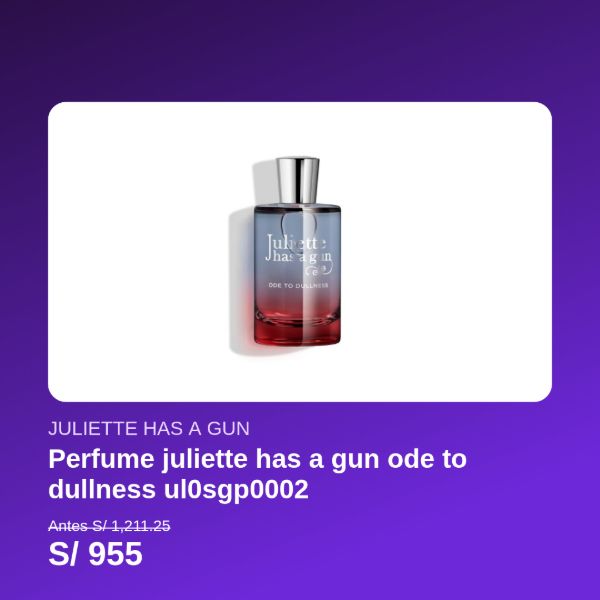 Juliette
has a gun
ODE TO DULLNESS
JULIETTE HAS A GUN
Perfume juliette has a gun ode to
dullness ul0sgp0002
Antes S/ 1,211.25
S/ 955